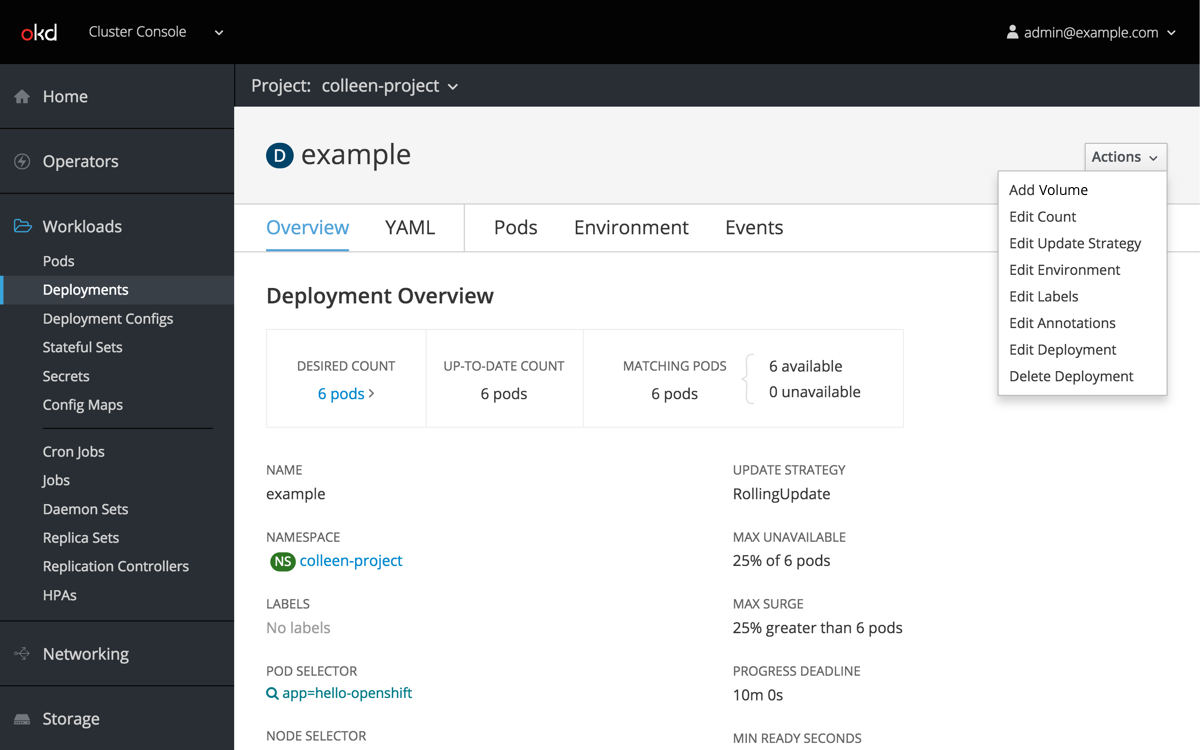 okd
Cluster Console
admin@example.com
Home
Operators
Workloads
Pods
Deployments
Deployment Configs
Stateful Sets
Secrets
Config Maps
Cron Jobs
Jobs
Daemon Sets
Replica Sets
Replication Controllers
HPAs
Networking
Storage
Project: colleen-project
D example
Actions
Add Volume
Edit Count
Edit Update Strategy
Edit Environment
Edit Labels
Edit Annotations
Edit Deployment
Delete Deployment
Overview YAML Pods Environment Events
Deployment Overview
DESIRED COUNT
6 pods
UP-TO-DATE COUNT
6 pods
MATCHING PODS
6 pods
6 available
0 unavailable
NAME
example
NAMESPACE
NS colleen-project
LABELS
No labels
POD SELECTOR
app=hello-openshift
NODE SELECTOR
UPDATE STRATEGY
RollingUpdate
MAX UNAVAILABLE
25% of 6 pods
MAX SURGE
25% greater than 6 pods
PROGRESS DEADLINE
10m 0s
MIN READY SECONDS